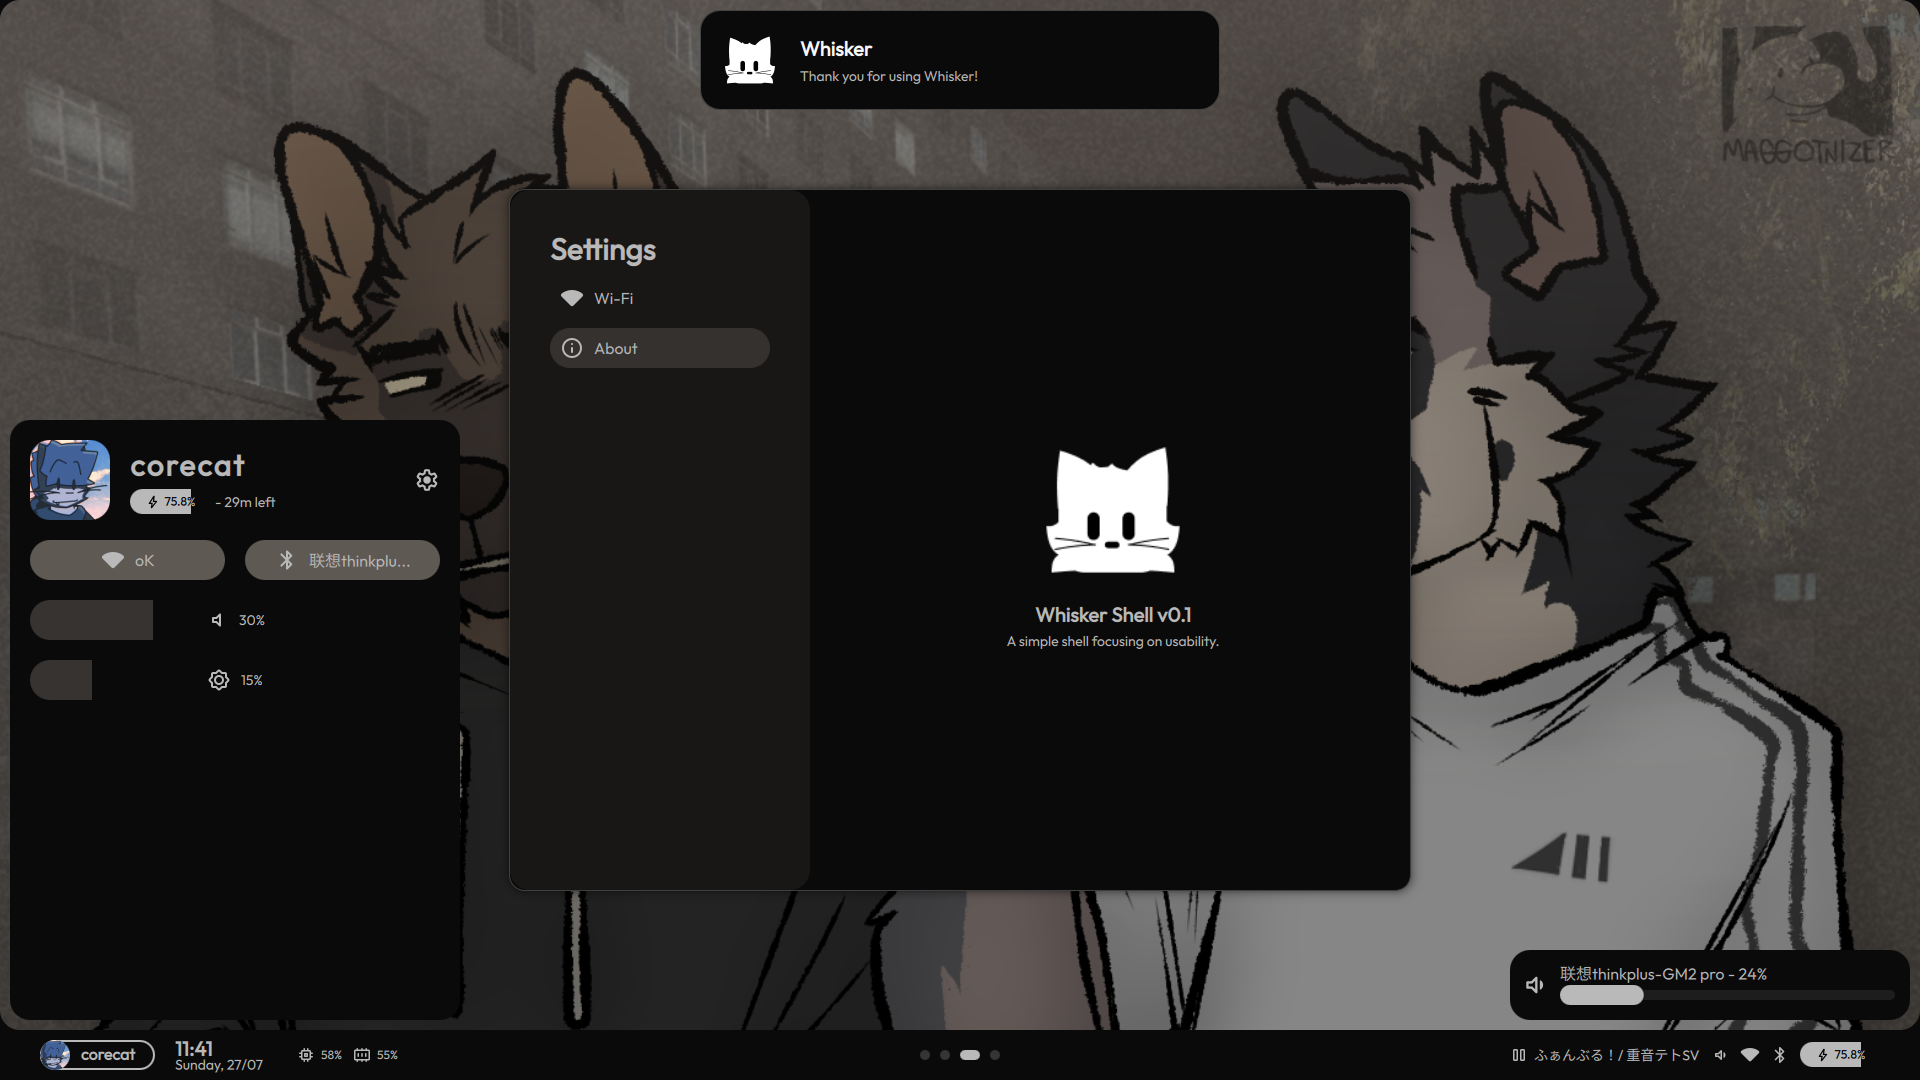 Whisker
Thank you for using Whisker!
MAGGOTNIZER
Settings
Wi-Fi
About
Whisker Shell v0.1
A simple shell focusing on usability.
corecat
75.8%
- 29m left
oK
联想thinkplu...
30%
15%
联想thinkplus-GM2 pro - 24%
corecat
11:41
Sunday, 27/07
58%
55%
ふぁんぶる！/ 重音テトSV
75.8%